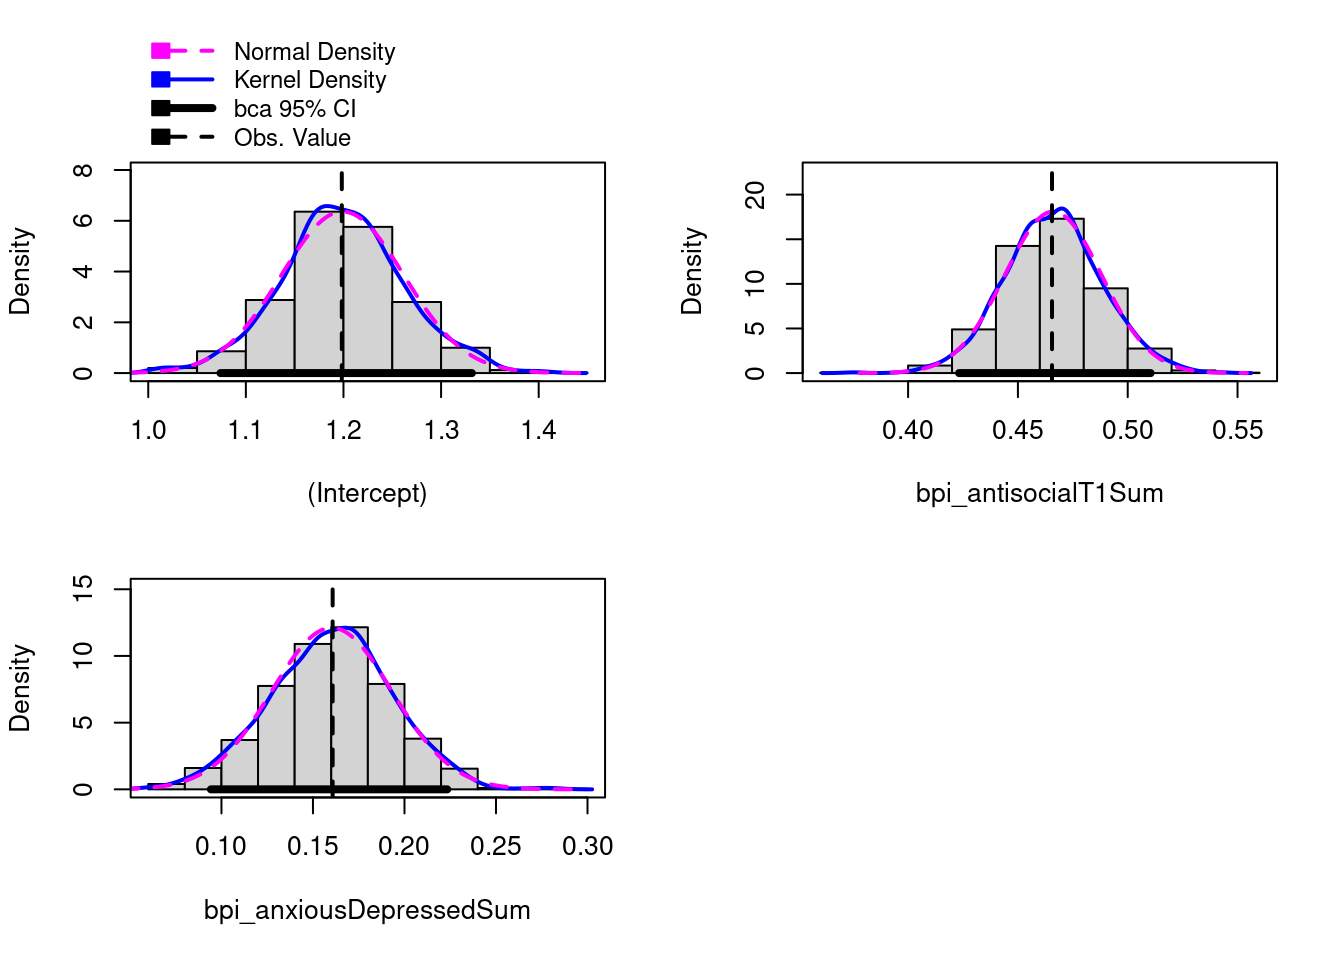 Normal Density
Kernel Density
bca 95% CI
Obs. Value
Density
0 2 4 6 8
1.0 1.1 1.2 1.3 1.4
(Intercept)
Density
0 5 10 20
0.40 0.45 0.50 0.55
bpi_antisocialT1Sum
Density
0 5 10 15
0.10 0.15 0.20 0.25 0.30
bpi_anxiousDepressedSum